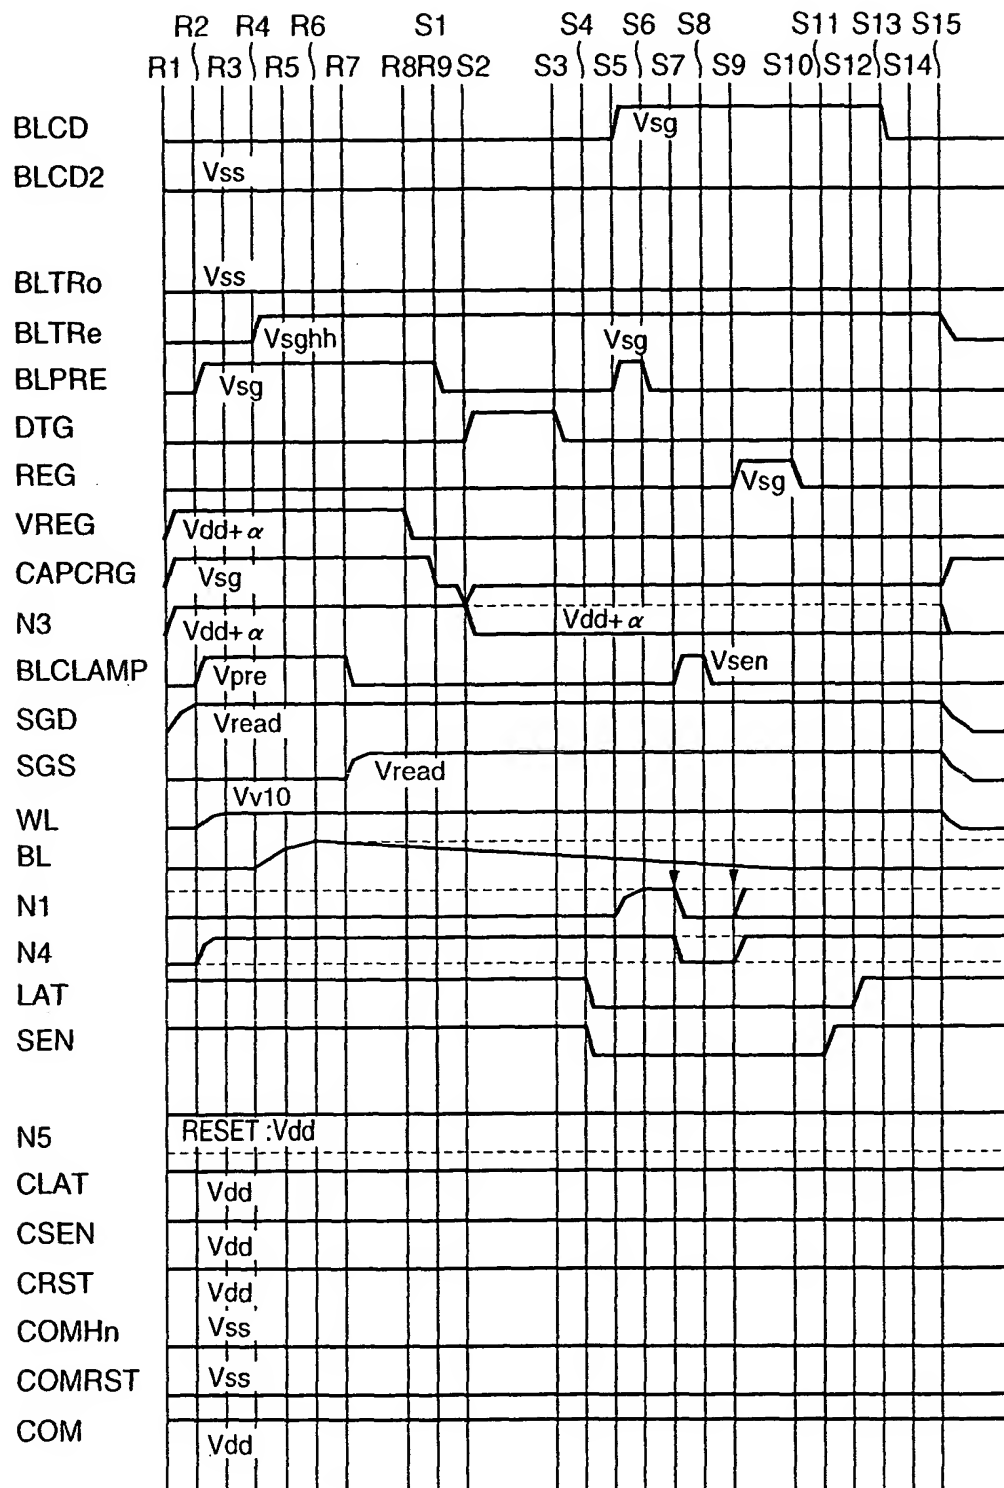 R2 R4 R6 S1 S4 S6 S8 S11 S13 S15
R1 R3 R5 R7 R8 R9 S2 S3 S5 S7 S9 S10 S12 S14
BLCD Vsg
BLCD2 Vss
BLTRo Vss
BLTRe Vsghh Vsg
BLPRE Vsg
DTG
REG Vsg
VREG Vdd+α
CAPCRG Vsg
N3 Vdd+α Vdd+α
BLCLAMP Vpre Vsen
SGD Vread
SGS Vread
WL Vv10
BL
N1
N4
LAT
SEN
N5 RESET :Vdd
CLAT Vdd
CSEN Vdd
CRST Vdd
COMHn Vss
COMRST Vss
COM Vdd